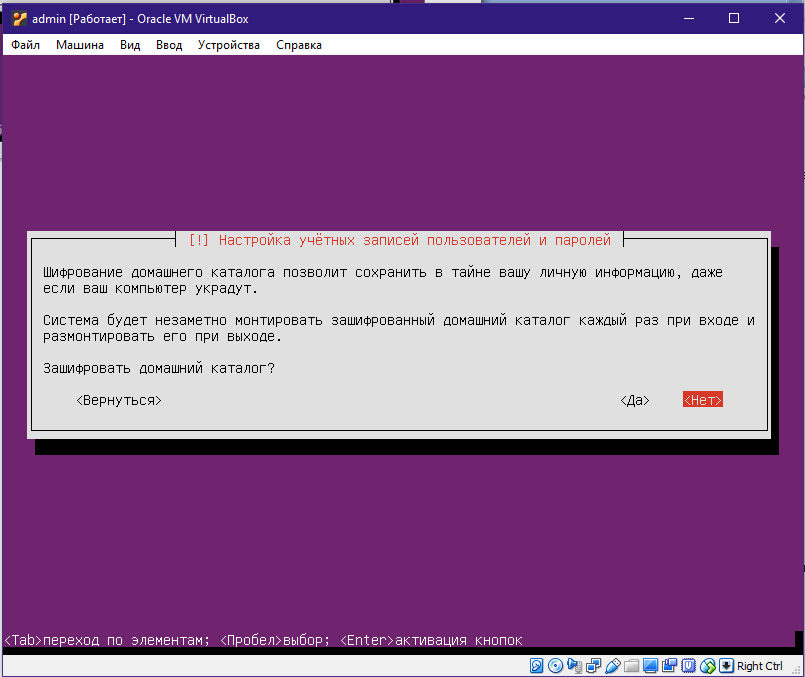 admin [Работает] - Oracle VM VirtualBox
Файл Машина Вид Ввод Устройства Справка
[!] Настройка учётных записей пользователей и паролей
Шифрование домашнего каталога позволит сохранить в тайне вашу личную информацию, даже
если ваш компьютер украдут.
Система будет незаметно монтировать зашифрованный домашний каталог каждый раз при входе и
размонтировать его при выходе.
Зашифровать домашний каталог?
<Вернуться> <Да> <Нет>
<Tab>переход по элементам; <Пробел>выбор; <Enter>активация кнопок
Right Ctrl